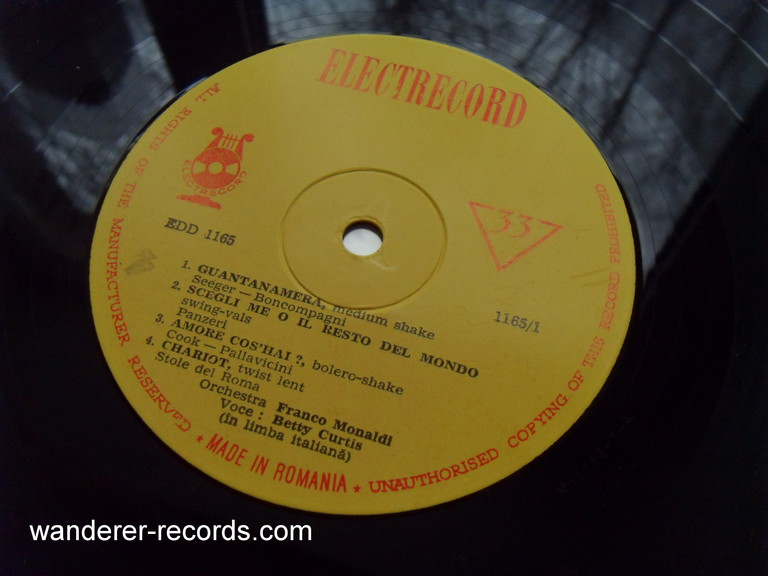 ELECTRECORD
ELECTRECORD
33
EDD 1165
1165/1
1. GUANTANAMERA, medium shake
Seeger — Boncompagni
2. SCEGLI ME O IL RESTO DEL MONDO
swing-vals
Panzeri
3. AMORE COS'HAI ?, bolero-shake
Cook — Pallavicini
4. CHARIOT, twist lent
Stole del Roma
Orchestra Franco Monaldi
Voce : Betty Curtis
(in limba italiană)
ALL RIGHTS OF THE MANUFACTURER RESERVED ★ MADE IN ROMANIA ★ UNAUTHORISED COPYING OF THIS RECORD PROHIBITED
wanderer-records.com